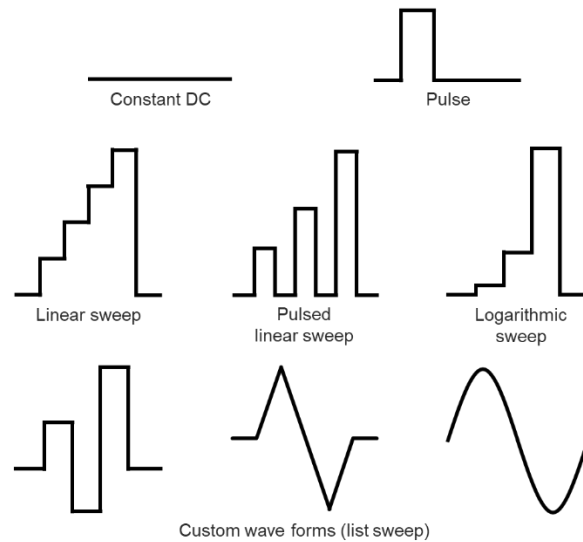 Constant DC
Pulse
Linear sweep
Pulsed
linear sweep
Logarithmic
sweep
Custom wave forms (list sweep)